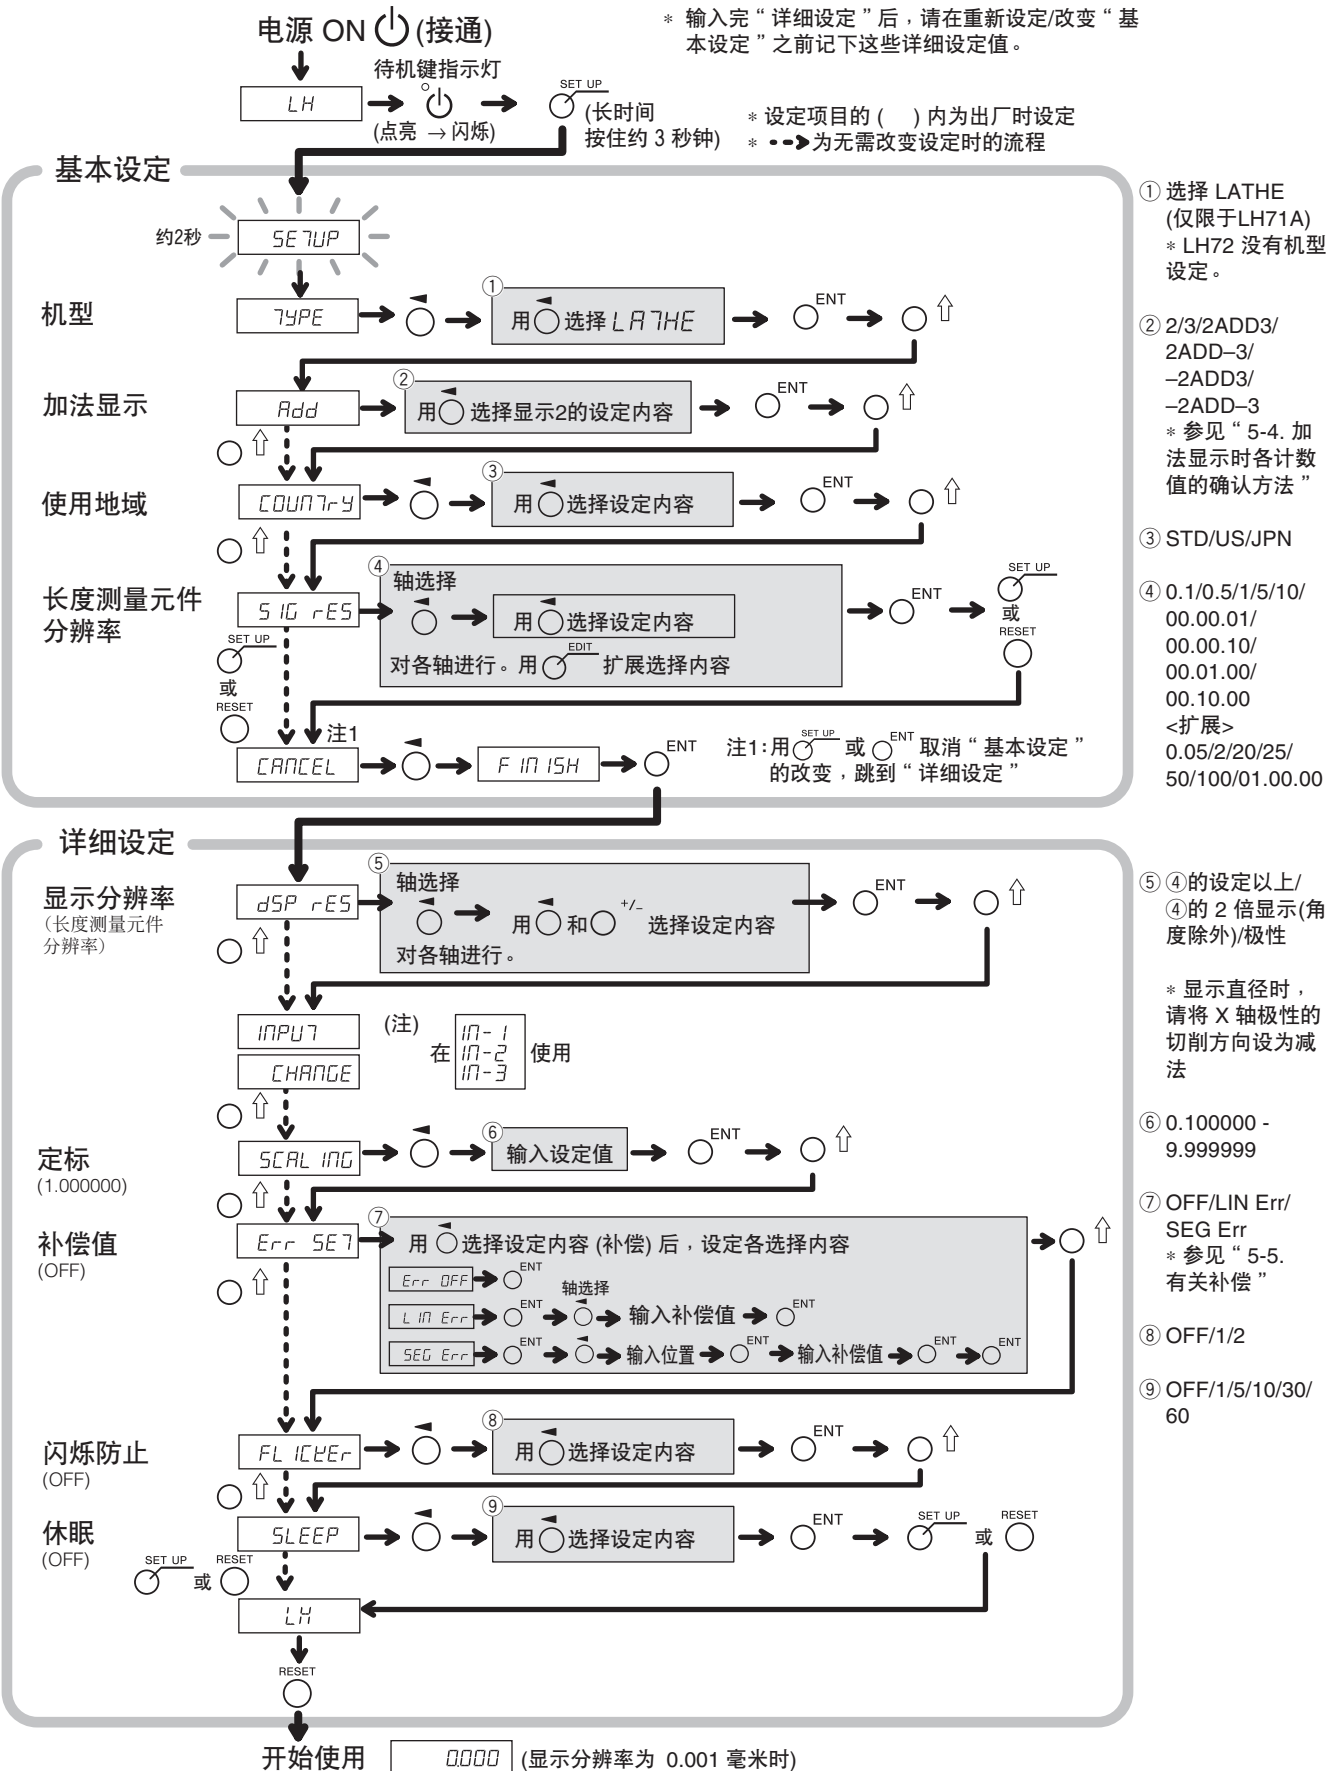 电源 ON (接通)
* 输入完“详细设定”后，请在重新设定/改变“基
本设定”之前记下这些详细设定值。
待机键指示灯
LH
SET UP
(点亮 → 闪烁)
(长时间
按住约 3 秒钟)
* 设定项目的 (　) 内为出厂时设定
* 为无需改变设定时的流程
基本设定
约2秒
SETUP
机型
TYPE
①
用 选择 LATHE
ENT
加法显示
Add
②
用 选择显示2的设定内容
ENT
使用地域
COUNTrY
③
用 选择设定内容
ENT
长度测量元件
分辨率
SIG rES
④
轴选择
用 选择设定内容
对各轴进行。用 EDIT 扩展选择内容
ENT
SET UP
或
RESET
SET UP
或
RESET
注1
CANCEL
FINISH
ENT
注1：用 SET UP 或 ENT 取消“基本设定”
的改变，跳到“详细设定”
① 选择 LATHE
(仅限于LH71A)
* LH72 没有机型
设定。
② 2/3/2ADD3/
2ADD–3/
–2ADD3/
–2ADD–3
* 参见“5-4. 加
法显示时各计数
值的确认方法”
③ STD/US/JPN
④ 0.1/0.5/1/5/10/
00.00.01/
00.00.10/
00.01.00/
00.10.00
<扩展>
0.05/2/20/25/
50/100/01.00.00
详细设定
显示分辨率
（长度测量元件
分辨率）
dSP rES
⑤
轴选择
用 和 +/– 选择设定内容
对各轴进行。
ENT
INPUT
CHANGE
(注)
在
IN-1
IN-2
IN-3
使用
定标
(1.000000)
SCALING
⑥
输入设定值
ENT
补偿值
(OFF)
Err SET
⑦
用 选择设定内容 (补偿) 后，设定各选择内容
Err OFF
ENT
轴选择
LIN Err
ENT
输入补偿值
ENT
SEG Err
ENT
输入位置
ENT
输入补偿值
ENT
ENT
闪烁防止
(OFF)
FLICKEr
⑧
用 选择设定内容
ENT
休眠
(OFF)
SLEEP
⑨
用 选择设定内容
ENT
SET UP
或
RESET
SET UP
或
RESET
LH
RESET
开始使用
0.000
(显示分辨率为 0.001 毫米时)
⑤ ④的设定以上/
④的 2 倍显示(角
度除外)/极性
* 显示直径时，
请将 X 轴极性的
切削方向设为减
法
⑥ 0.100000 -
9.999999
⑦ OFF/LIN Err/
SEG Err
* 参见“5-5.
有关补偿”
⑧ OFF/1/2
⑨ OFF/1/5/10/30/
60